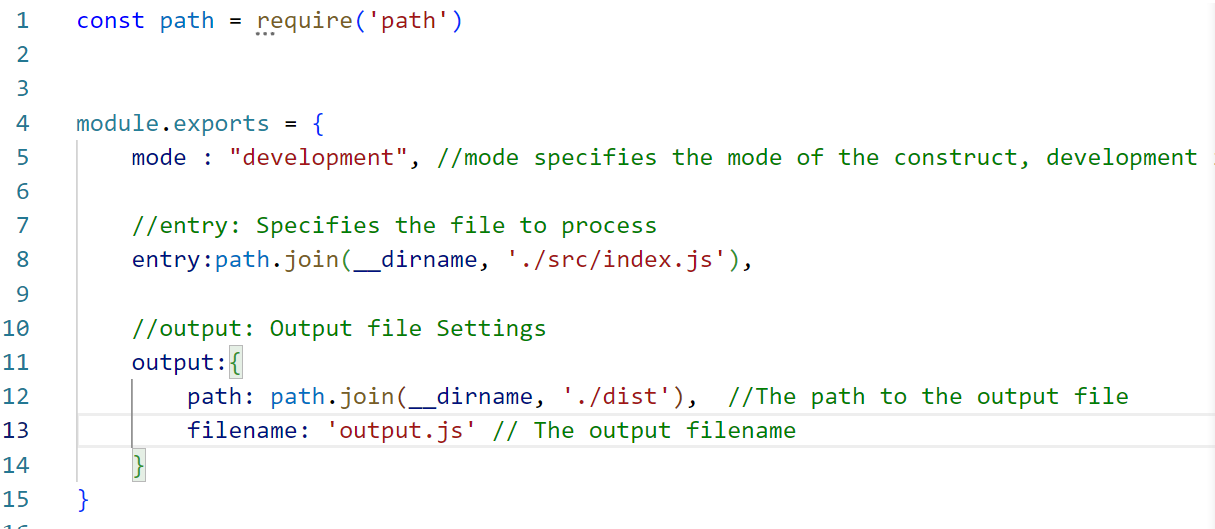 1 const path = require('path')
2
3
4 module.exports = {
5 mode : "development", //mode specifies the mode of the construct, development
6
7 //entry: Specifies the file to process
8 entry:path.join(__dirname, './src/index.js'),
9
10 //output: Output file Settings
11 output:{
12 path: path.join(__dirname, './dist'), //The path to the output file
13 filename: 'output.js' // The output filename
14 }
15 }